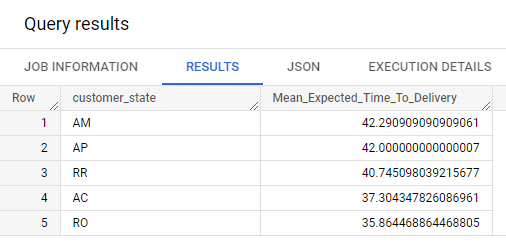 Query results
JOB INFORMATION RESULTS JSON EXECUTION DETAILS
Row customer_state Mean_Expected_Time_To_Delivery
1 AM 42.290909090909061
2 AP 42.000000000000007
3 RR 40.745098039215677
4 AC 37.304347826086961
5 RO 35.864468864468805